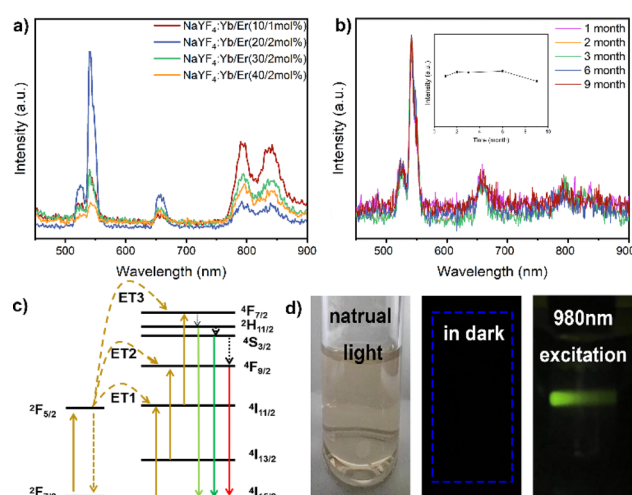 a)
NaYF4:Yb/Er(10/1mol%)
NaYF4:Yb/Er(20/2mol%)
NaYF4:Yb/Er(30/2mol%)
NaYF4:Yb/Er(40/2mol%)
Intensity (a.u.)
500 600 700 800 900
Wavelength (nm)
b)
1 month
2 month
3 month
6 month
9 month
Intensity (a.u.)
Intensity (a.u.)
Time (month)
500 600 700 800 900
Wavelength (nm)
c)
ET3
ET2
ET1
4F7/2
2H11/2
4S3/2
4F9/2
2F5/2
4I11/2
4I13/2
d)
natrual
light
in dark
980nm
excitation